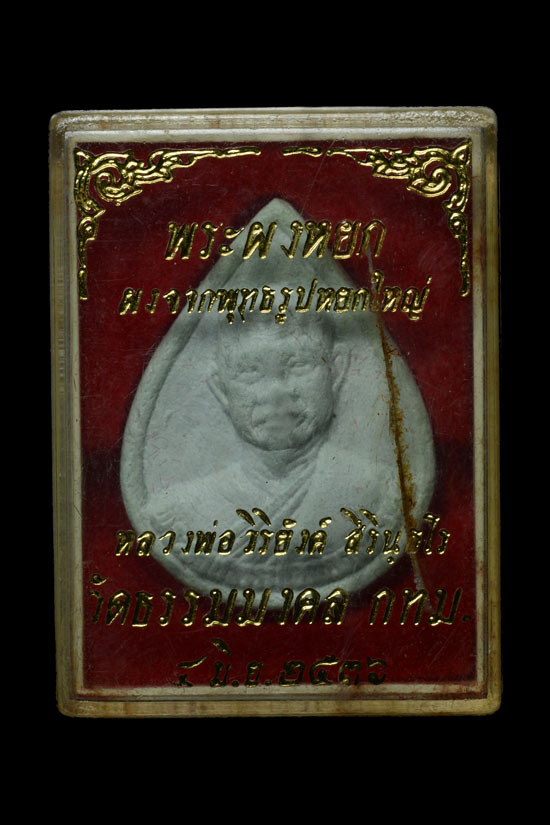 พระผงหยก
ผงจากพุทธรูปหยกใหญ่
หลวงพ่อวิริยังค์ สิรินฺธโร
วัดธรรมมงคล กทม.
๔ มิ.ย.๒๕๓๖